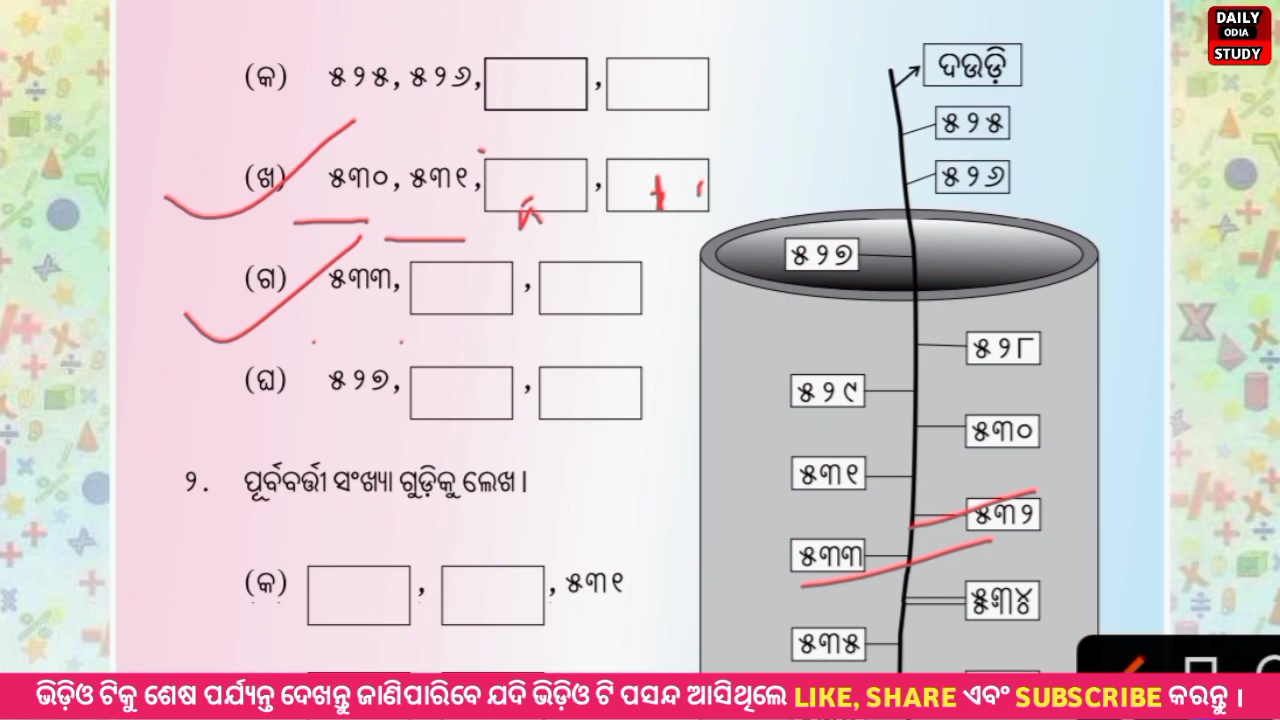 DAILY
ODIA
STUDY
(କ) ୫୨୫, ୫୨୬, ,
(ଖ) ୫୩୦, ୫୩୧, ,
(ଗ) ୫୩୩, ,
(ଘ) ୫୨୭, ,
୨. ପୂର୍ବବର୍ତ୍ତୀ ସଂଖ୍ୟା ଗୁଡ଼ିକୁ ଲେଖ।
(କ) , , ୫୩୧
ଦଉଡ଼ି
୫୨୫
୫୨୬
୫୨୭
୫୨୮
୫୨୯
୫୩୦
୫୩୧
୫୩୨
୫୩୩
୫୩୪
୫୩୫
ଭିଡ଼ିଓ ଟିକୁ ଶେଷ ପର୍ଯ୍ୟନ୍ତ ଦେଖନ୍ତୁ ଜାଣିପାରିବେ ଯଦି ଭିଡ଼ିଓ ଟି ପସନ୍ଦ ଆସିଥିଲେ LIKE, SHARE ଏବଂ SUBSCRIBE କରନ୍ତୁ ।